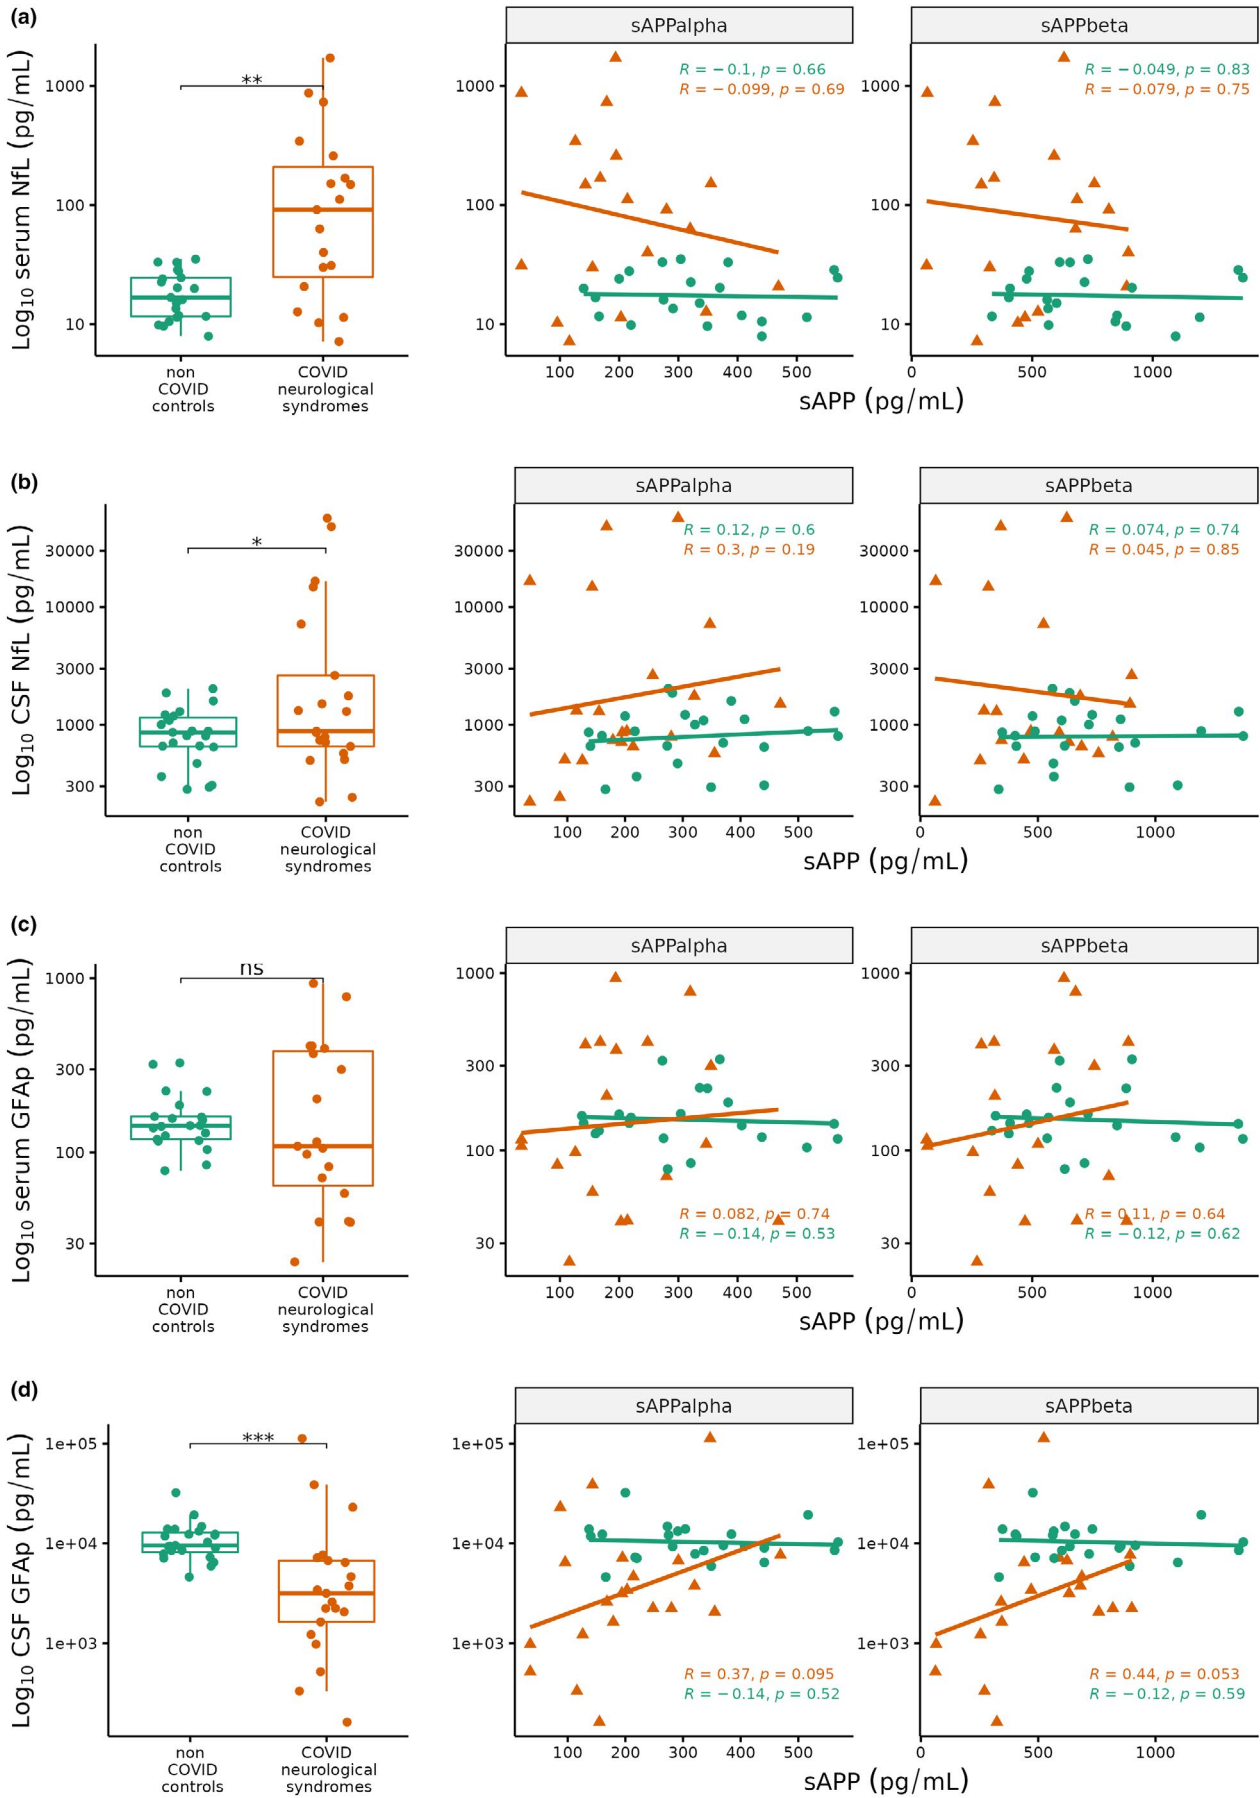 (a)
Log10 serum NfL (pg/mL)
1000
100
10
**
non
COVID
controls
COVID
neurological
syndromes
sAPPalpha
1000
100
10
R = −0.1, p = 0.66
R = −0.099, p = 0.69
100 200 300 400 500
sAPPbeta
1000
100
10
R = −0.049, p = 0.83
R = −0.079, p = 0.75
0 500 1000
sAPP (pg/mL)
(b)
Log10 CSF NfL (pg/mL)
30000
10000
3000
1000
300
*
non
COVID
controls
COVID
neurological
syndromes
sAPPalpha
30000
10000
3000
1000
300
R = 0.12, p = 0.6
R = 0.3, p = 0.19
100 200 300 400 500
sAPPbeta
30000
10000
3000
1000
300
R = 0.074, p = 0.74
R = 0.045, p = 0.85
0 500 1000
sAPP (pg/mL)
(c)
Log10 serum GFAp (pg/mL)
1000
300
100
30
ns
non
COVID
controls
COVID
neurological
syndromes
sAPPalpha
1000
300
100
30
R = 0.082, p = 0.74
R = −0.14, p = 0.53
100 200 300 400 500
sAPPbeta
1000
300
100
30
R = 0.11, p = 0.64
R = −0.12, p = 0.62
0 500 1000
sAPP (pg/mL)
(d)
Log10 CSF GFAp (pg/mL)
1e+05
1e+04
1e+03
***
non
COVID
controls
COVID
neurological
syndromes
sAPPalpha
1e+05
1e+04
1e+03
R = 0.37, p = 0.095
R = −0.14, p = 0.52
100 200 300 400 500
sAPPbeta
1e+05
1e+04
1e+03
R = 0.44, p = 0.053
R = −0.12, p = 0.59
0 500 1000
sAPP (pg/mL)